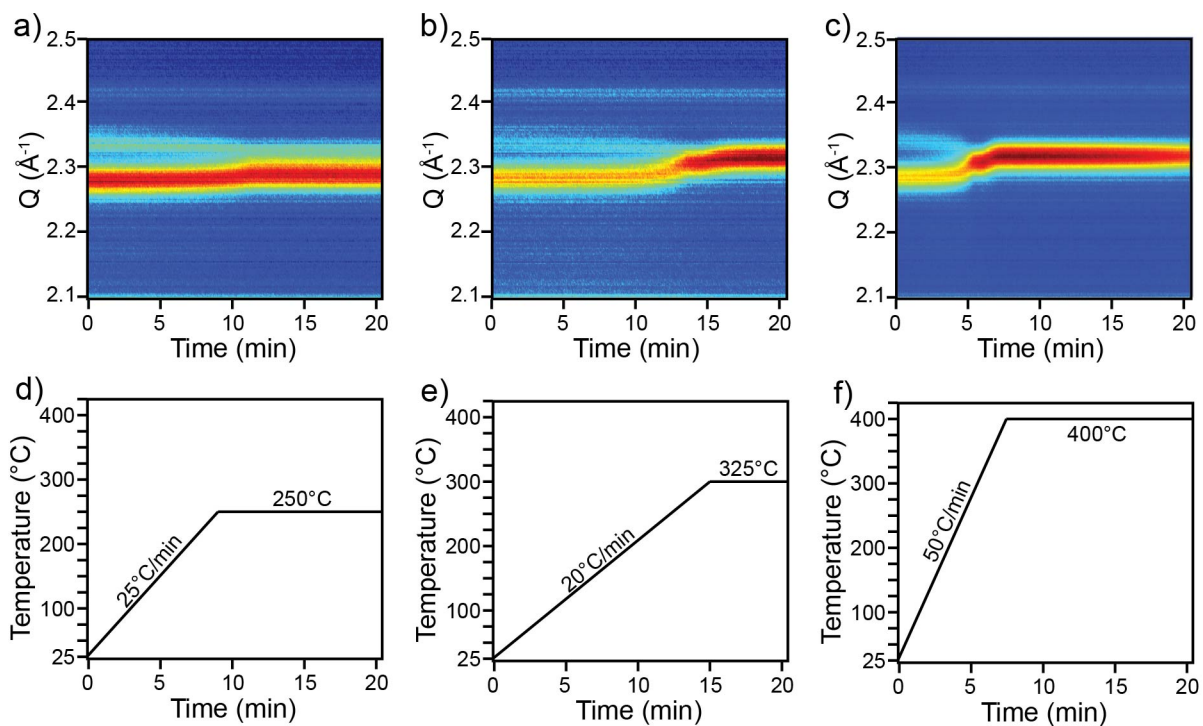 a)
2.5
2.4
2.3
2.2
2.1
Q (Å-1)
0 5 10 15 20
Time (min)
b)
2.5
2.4
2.3
2.2
2.1
Q (Å-1)
0 5 10 15 20
Time (min)
c)
2.5
2.4
2.3
2.2
2.1
Q (Å-1)
0 5 10 15 20
Time (min)
d)
400
300
200
100
25
Temperature (°C)
25°C/min
250°C
0 5 10 15 20
Time (min)
e)
400
300
200
100
25
Temperature (°C)
20°C/min
325°C
0 5 10 15 20
Time (min)
f)
400
300
200
100
25
Temperature (°C)
50°C/min
400°C
0 5 10 15 20
Time (min)